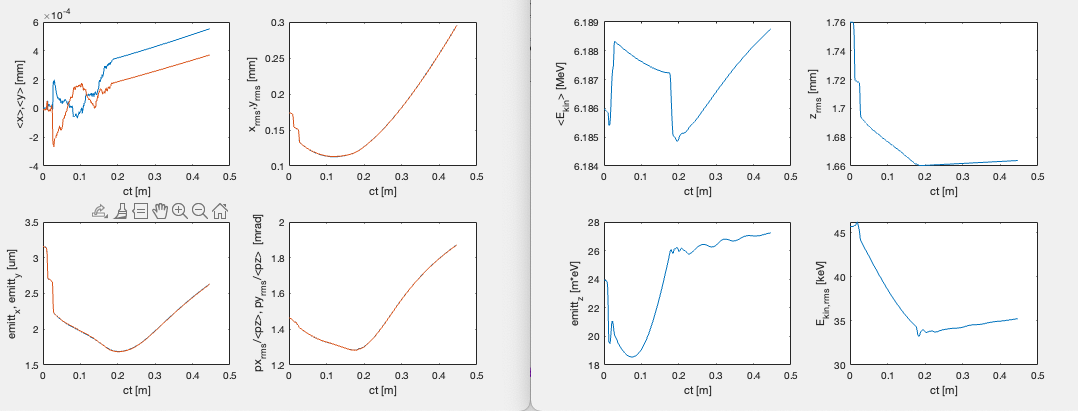 ×10⁻⁴
<x>,<y> [mm]
6
4
2
0
-2
-4
0 0.1 0.2 0.3 0.4 0.5
ct [m]
x_rms,y_rms [mm]
0.3
0.25
0.2
0.15
0.1
0 0.1 0.2 0.3 0.4 0.5
ct [m]
emitt_x, emitt_y [um]
3.5
3
2.5
2
1.5
0 0.1 0.2 0.3 0.4 0.5
ct [m]
px_rms/<pz>, py_rms/<pz> [mrad]
2
1.8
1.6
1.4
1.2
0 0.1 0.2 0.3 0.4 0.5
ct [m]
<E_kin> [MeV]
6.189
6.188
6.187
6.186
6.185
6.184
0 0.1 0.2 0.3 0.4 0.5
ct [m]
z_rms [mm]
1.76
1.74
1.72
1.7
1.68
1.66
0 0.1 0.2 0.3 0.4 0.5
ct [m]
emitt_z [m*eV]
28
26
24
22
20
18
0 0.1 0.2 0.3 0.4 0.5
ct [m]
E_kin,rms [keV]
45
40
35
30
0 0.1 0.2 0.3 0.4 0.5
ct [m]